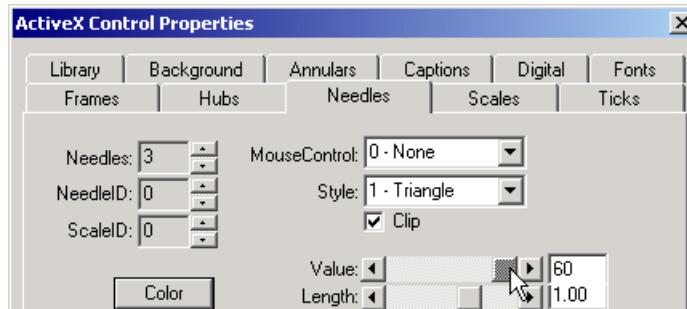 ActiveX Control Properties
Library Background Annulars Captions Digital Fonts
Frames Hubs Needles Scales Ticks
Needles: 3 MouseControl: 0 - None
NeedleID: 0 Style: 1 - Triangle
ScaleID: 0 Clip
Value: 60
Color Length: 1.00